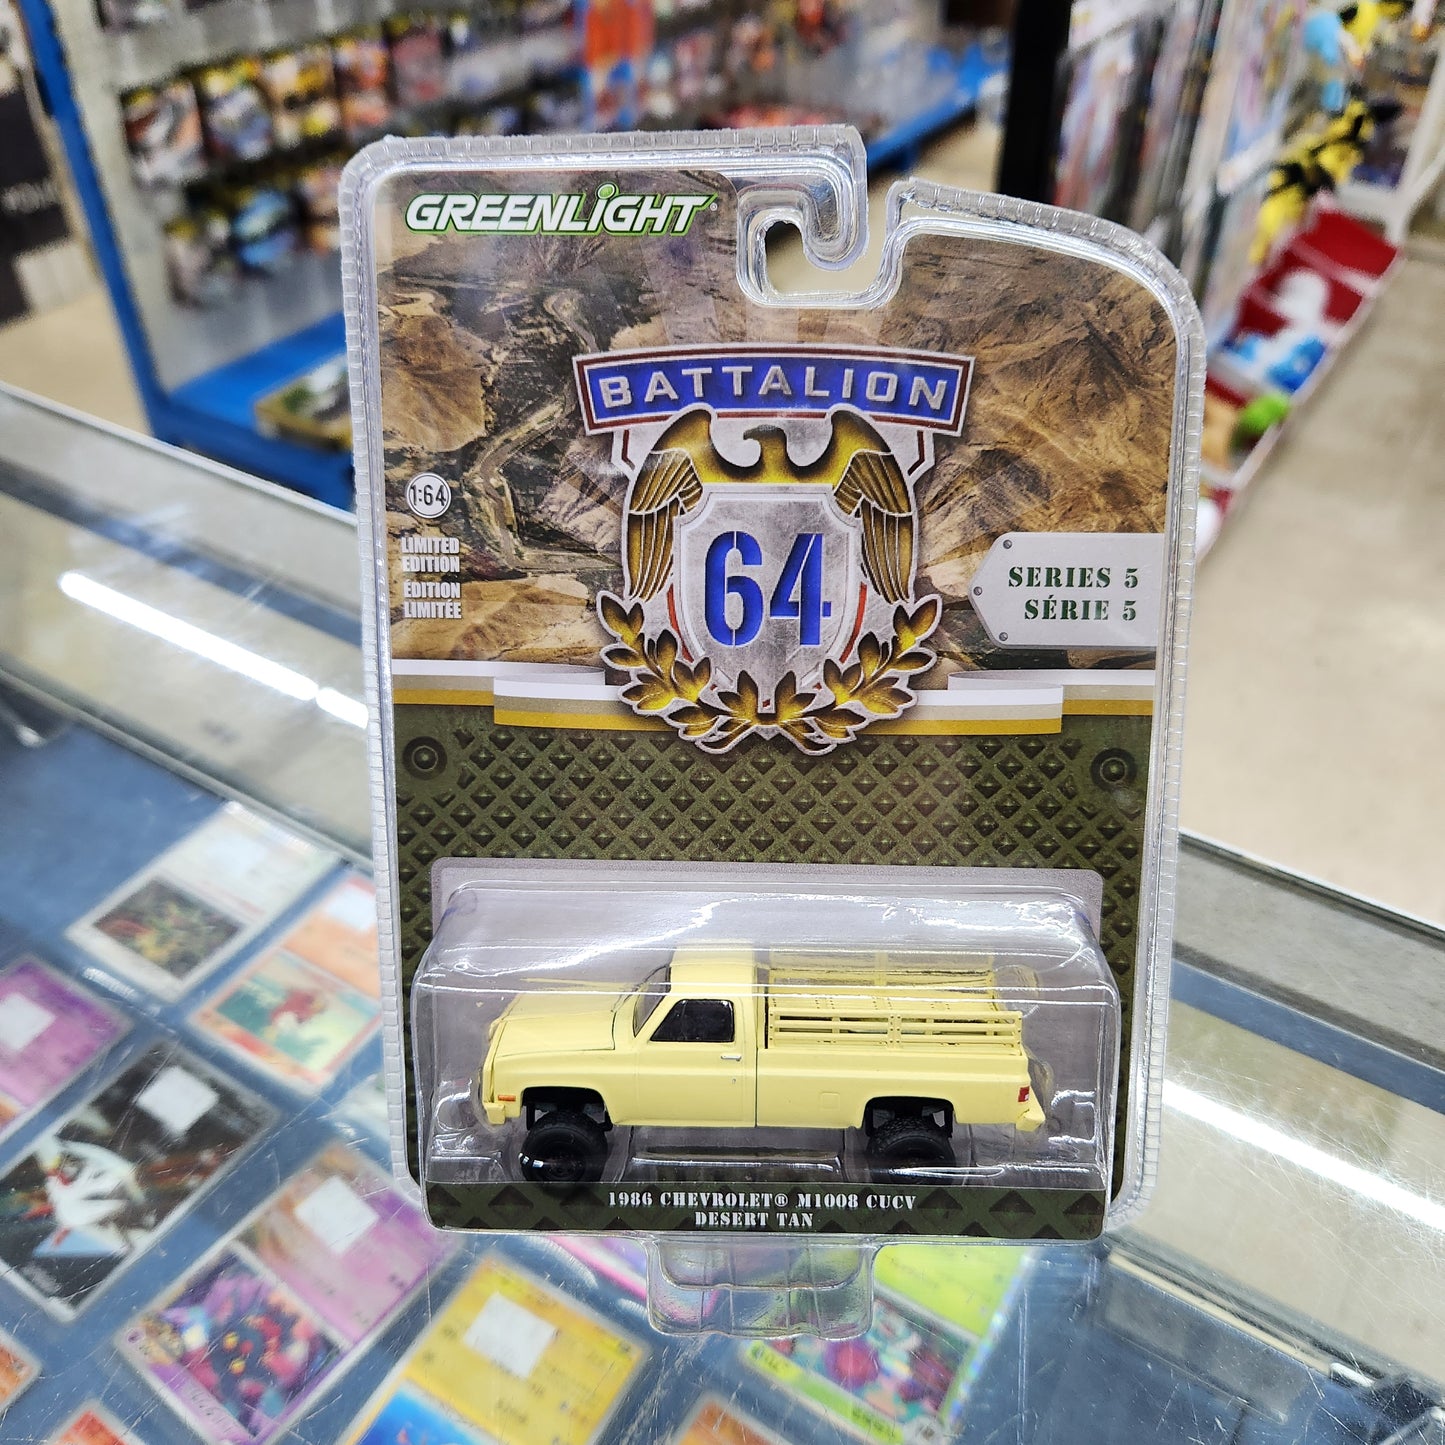 GREENLiGHT
BATTALION
64
1:64
LIMITED
EDITION
ÉDITION
LIMITÉE
SERIES 5
SÉRIE 5
1986 CHEVROLET® M1008 CUCV
DESERT TAN